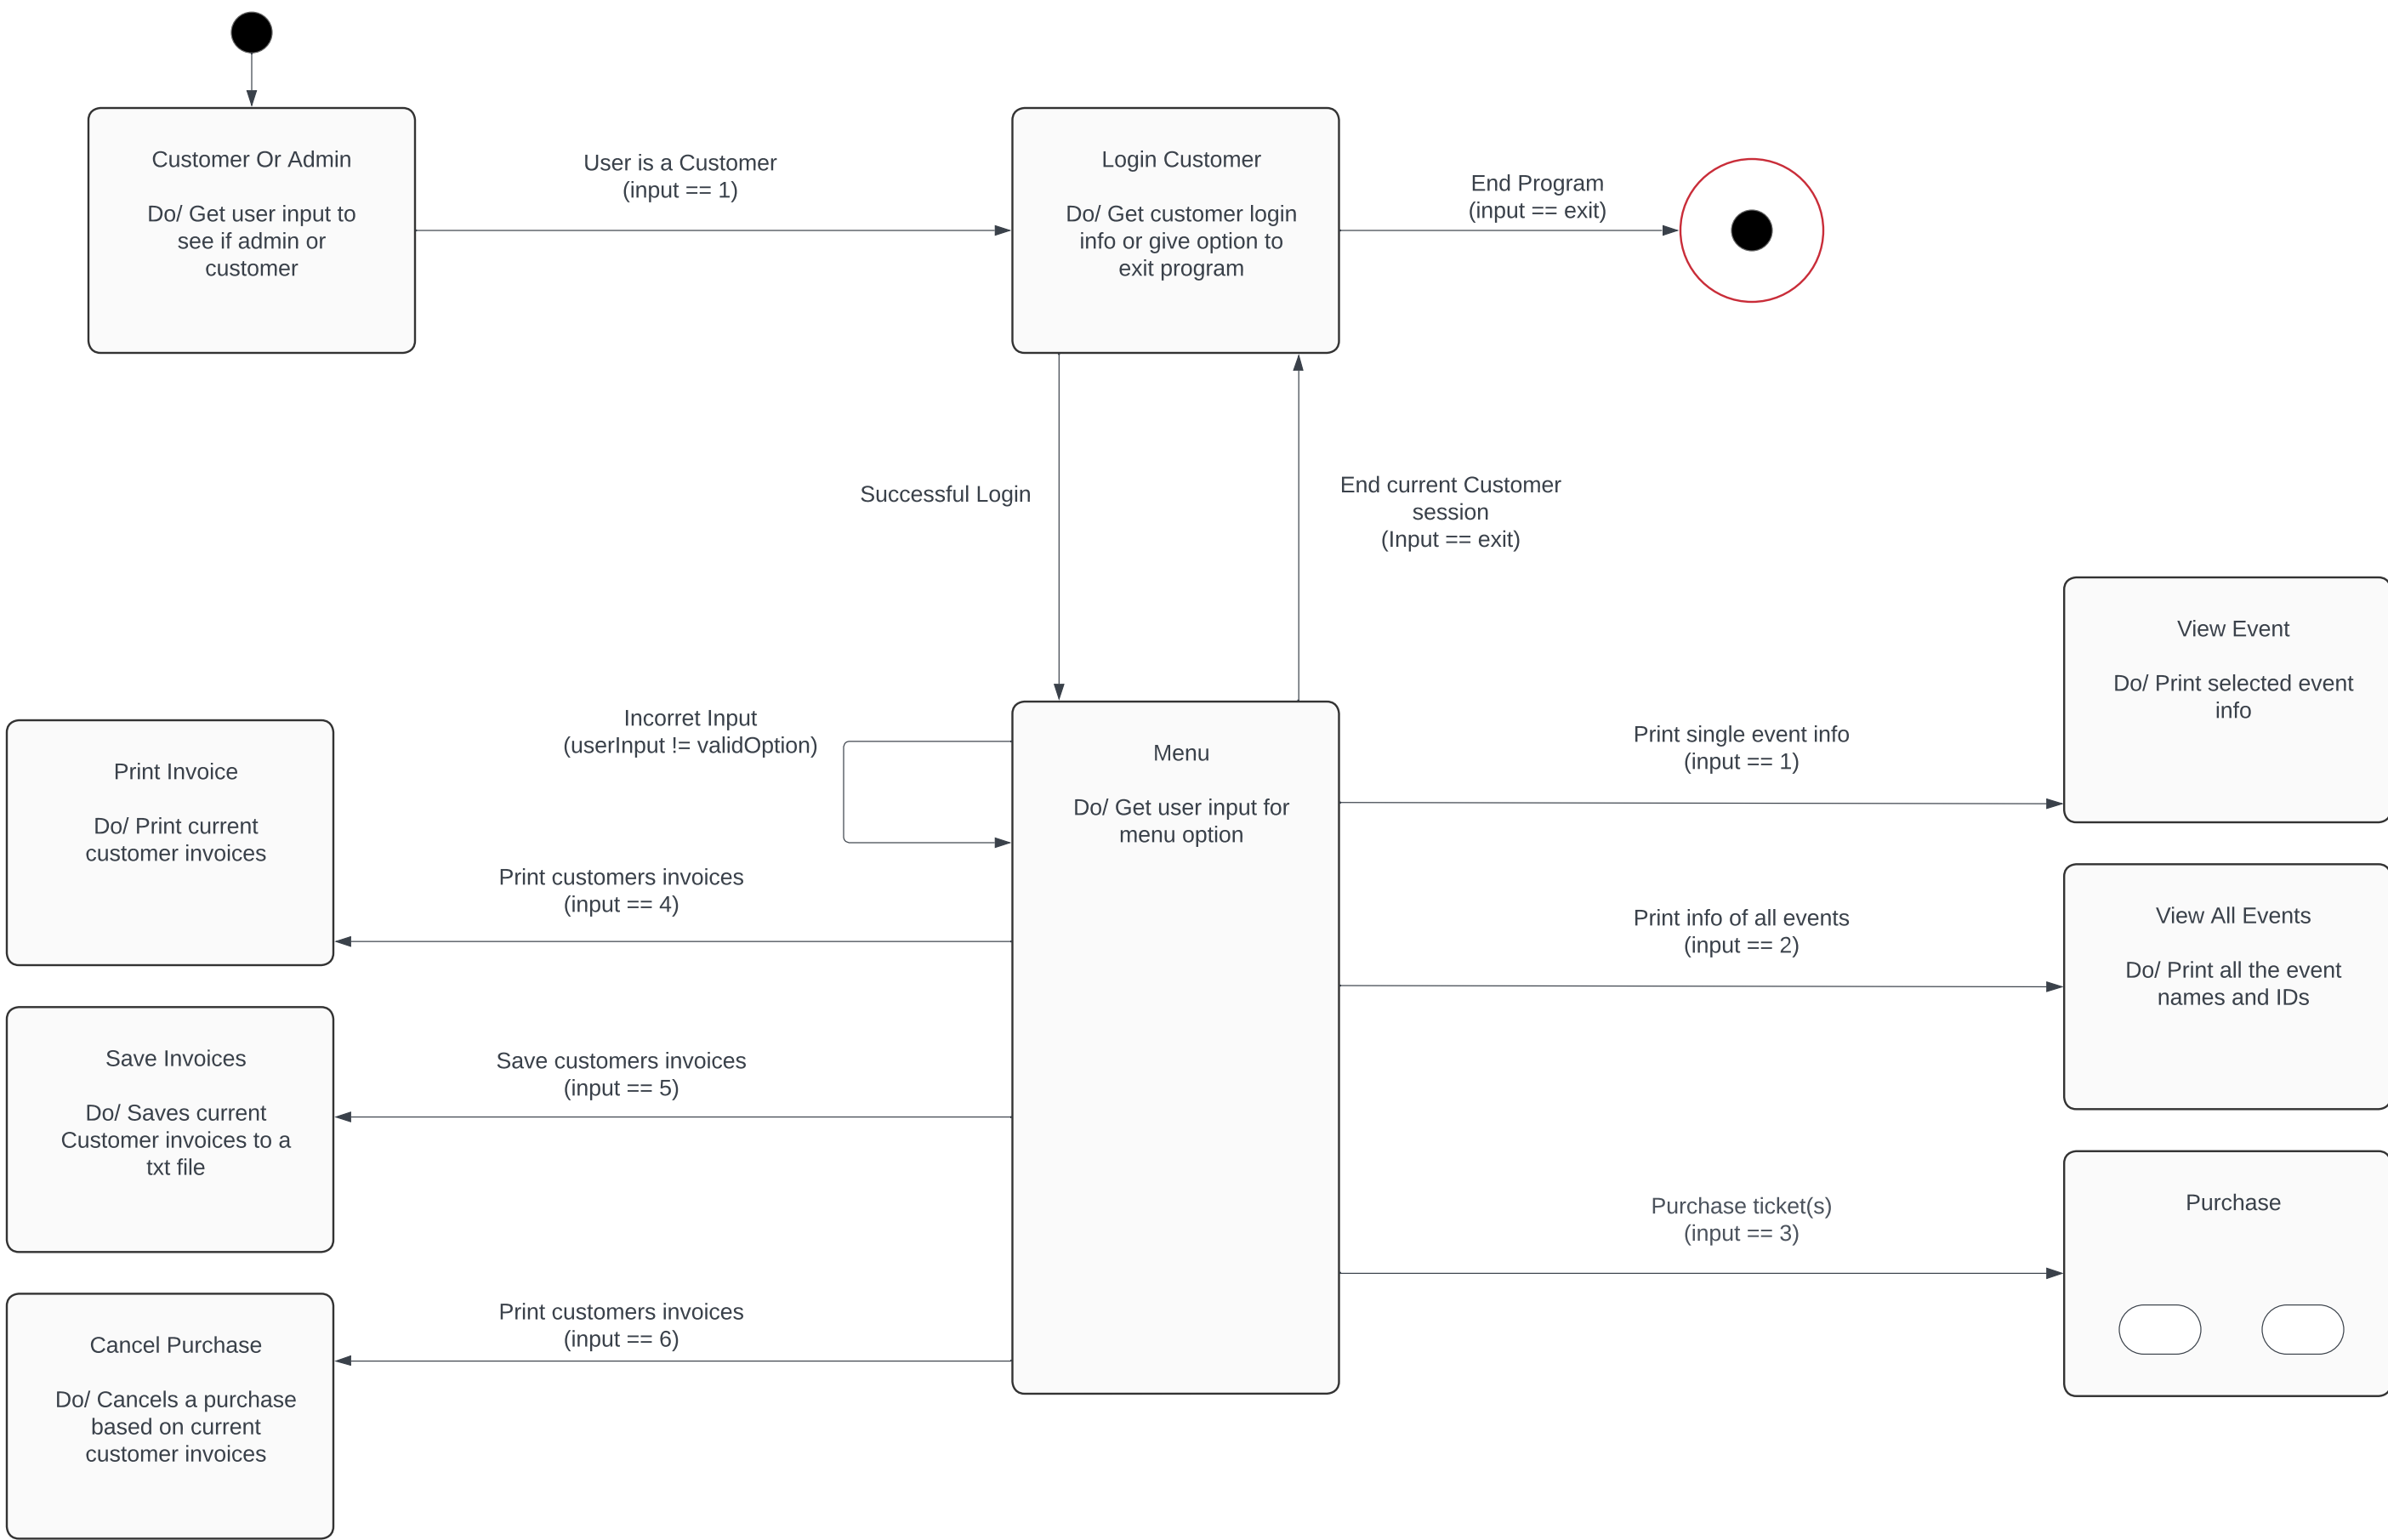 Customer Or Admin
Do/ Get user input to
see if admin or
customer
User is a Customer
(input == 1)
Login Customer
Do/ Get customer login
info or give option to
exit program
End Program
(input == exit)
Successful Login
End current Customer
session
(Input == exit)
Incorret Input
(userInput != validOption)
Menu
Do/ Get user input for
menu option
Print single event info
(input == 1)
View Event
Do/ Print selected event
info
Print Invoice
Do/ Print current
customer invoices
Print customers invoices
(input == 4)
Print info of all events
(input == 2)
View All Events
Do/ Print all the event
names and IDs
Save Invoices
Do/ Saves current
Customer invoices to a
txt file
Save customers invoices
(input == 5)
Purchase ticket(s)
(input == 3)
Purchase
Cancel Purchase
Do/ Cancels a purchase
based on current
customer invoices
Print customers invoices
(input == 6)